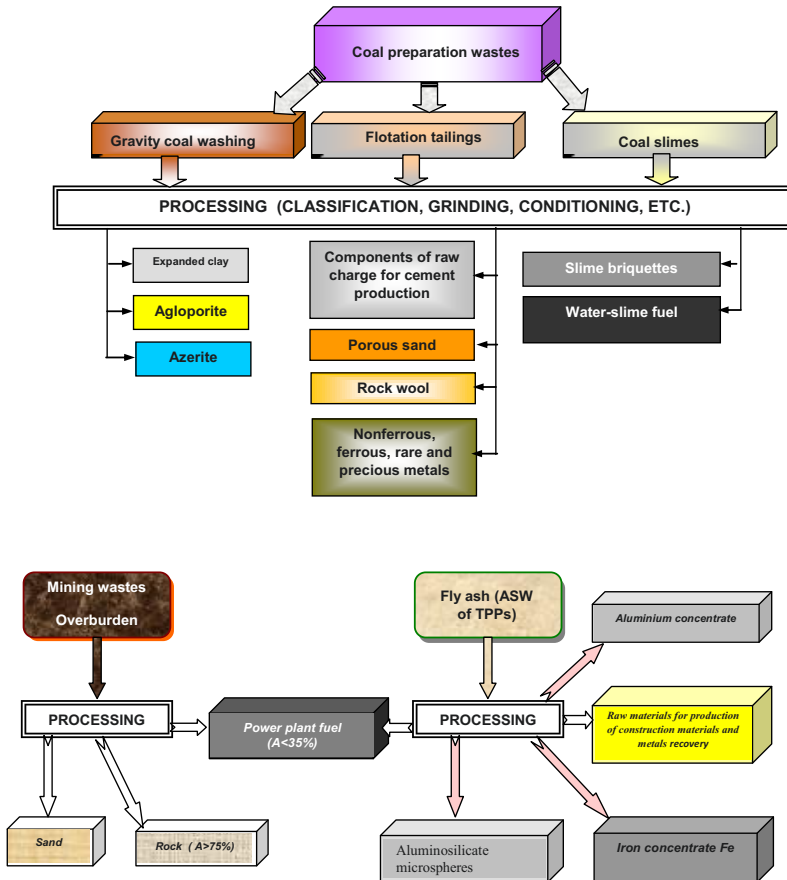 Coal preparation wastes
Gravity coal washing
Flotation tailings
Coal slimes
PROCESSING (CLASSIFICATION, GRINDING, CONDITIONING, ETC.)
Expanded clay
Agloporite
Azerite
Components of raw
charge for cement
production
Porous sand
Rock wool
Nonferrous,
ferrous, rare and
precious metals
Slime briquettes
Water-slime fuel
Mining wastes
Overburden
Fly ash (ASW
of TPPs)
Aluminium concentrate
PROCESSING
Power plant fuel
(A<35%)
PROCESSING
Raw materials for production
of construction materials and
metals recovery
Sand
Rock ( A>75%)
Aluminosilicate
microspheres
Iron concentrate Fe